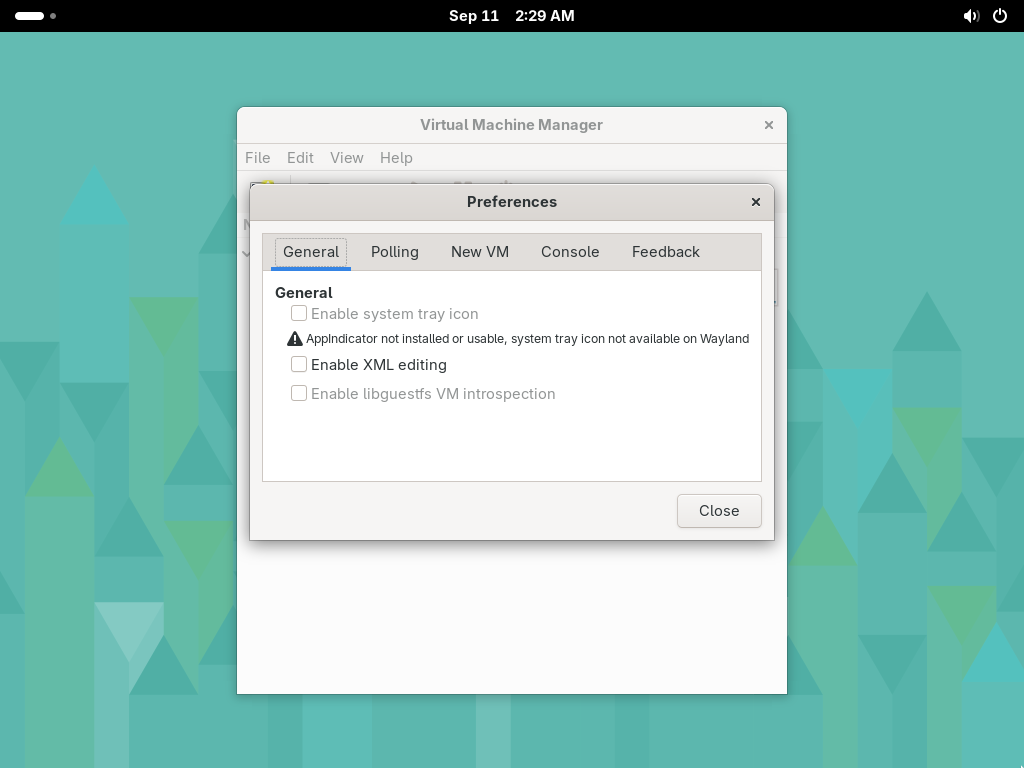 Sep 11 2:29 AM
Virtual Machine Manager
File Edit View Help
Preferences
General Polling New VM Console Feedback
General
Enable system tray icon
AppIndicator not installed or usable, system tray icon not available on Wayland
Enable XML editing
Enable libguestfs VM introspection
Close